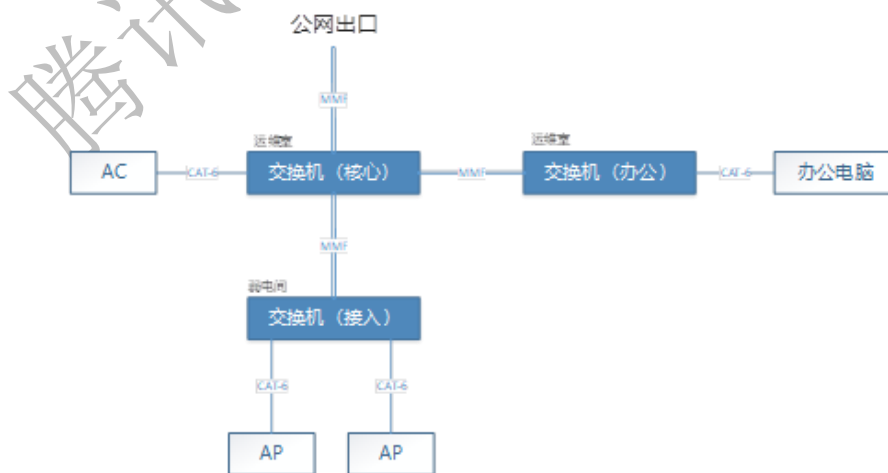 腾讯
公网出口
MMF
运维室
运维室
AC
CAT-6
交换机（核心）
MMF
交换机（办公）
CAT-6
办公电脑
MMF
弱电间
交换机（接入）
CAT-6
CAT-6
AP
AP